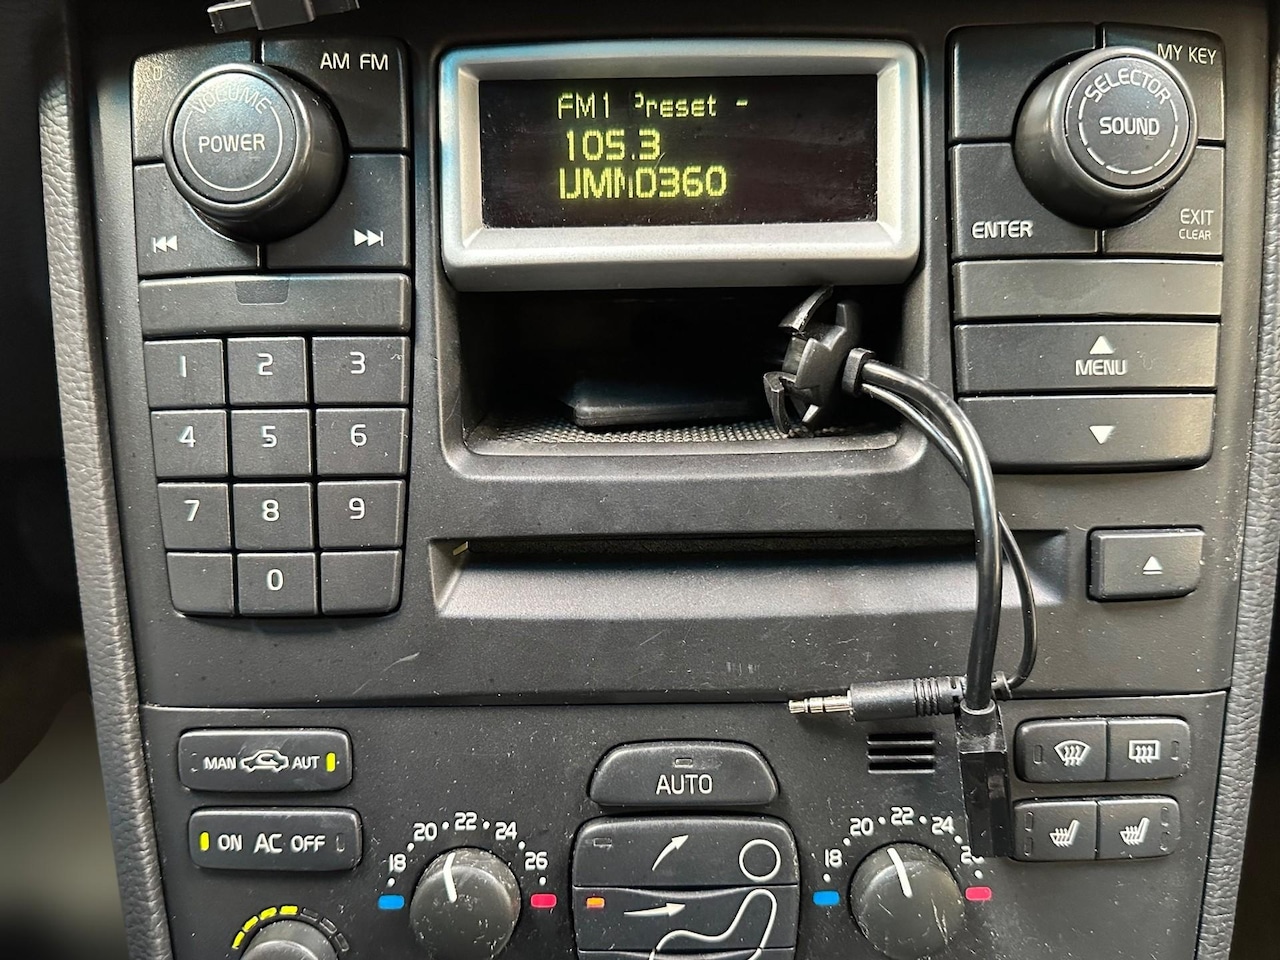 AM FM
VOLUME
POWER
FM1 Preset -
105.3
MY KEY
SELECTOR
SOUND
ENTER
EXIT
CLEAR
1 2 3
4 5 6
7 8 9
0
MENU
MAN AUT
ON AC OFF
AUTO
18 20 22 24 26
18 20 22 24